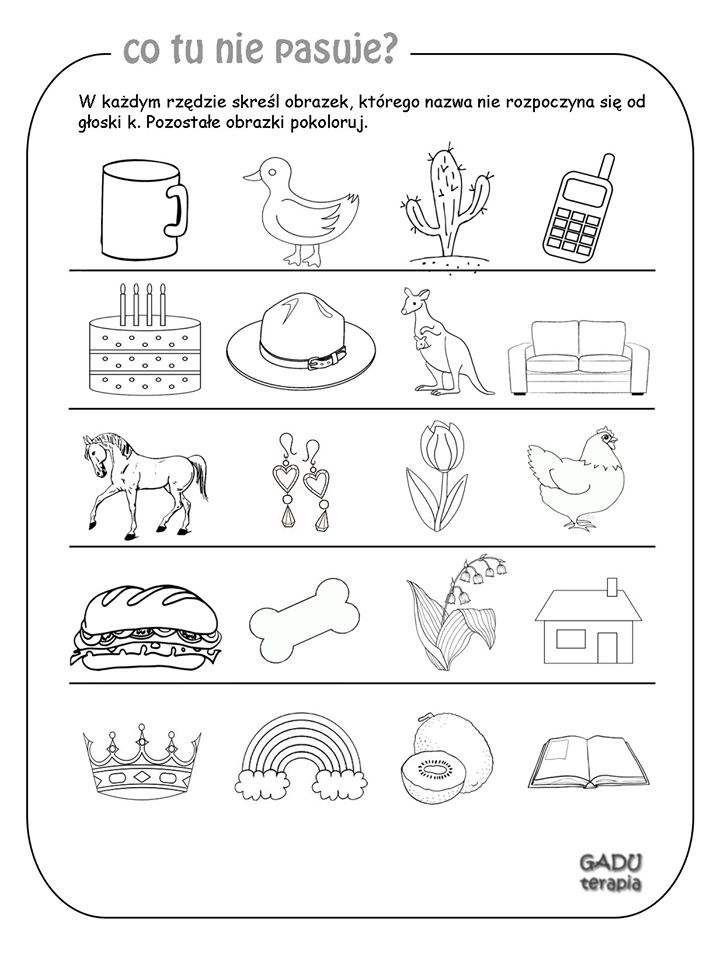 co tu nie pasuje?
W każdym rzędzie skreśl obrazek, którego nazwa nie rozpoczyna się od
głoski k. Pozostałe obrazki pokoloruj.
GADU
terapia